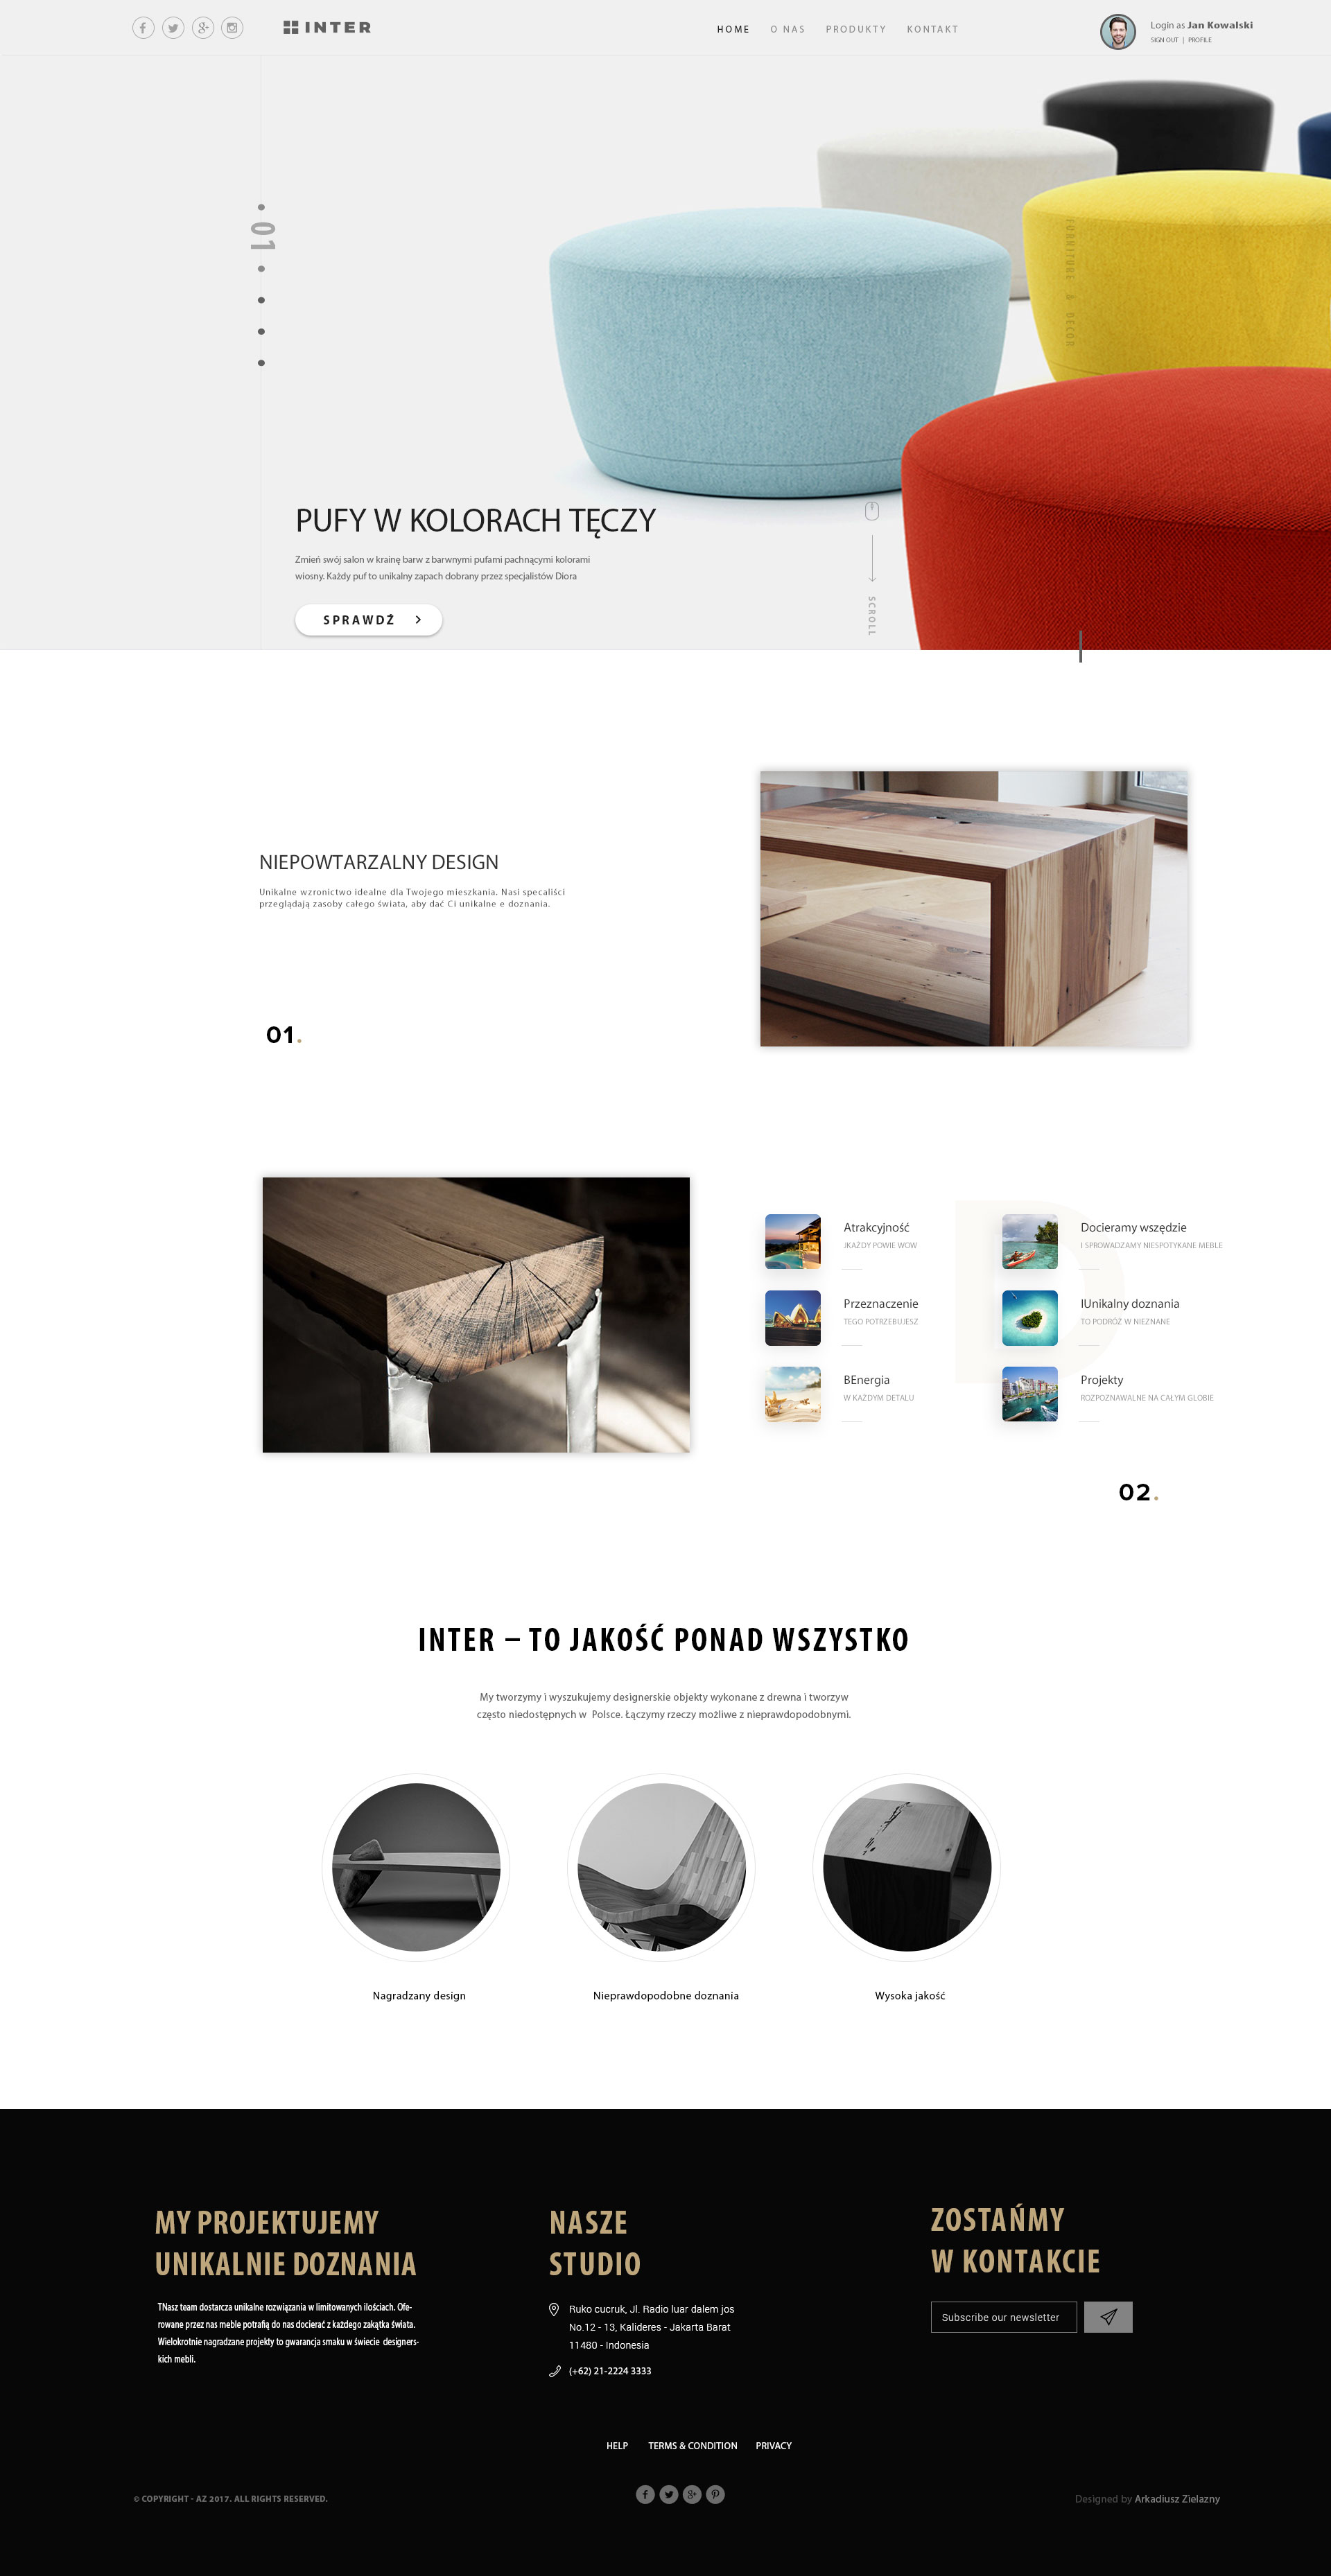 INTER
HOME
O NAS
PRODUKTY
KONTAKT
Login as Jan Kowalski
SIGN OUT | PROFILE
01
FURNITURE & DECOR
PUFY W KOLORACH TĘCZY
Zmień swój salon w krainę barw z barwnymi pufami pachnącymi kolorami
wiosny. Każdy puf to unikalny zapach dobrany przez specjalistów Diora
SPRAWDŹ
SCROLL
NIEPOWTARZALNY DESIGN
Unikalne wzronictwo idealne dla Twojego mieszkania. Nasi specaliści
przeglądają zasoby całego świata, aby dać Ci unikalne e doznania.
01.
D
Atrakcyjność
JKAŻDY POWIE WOW
Docieramy wszędzie
I SPROWADZAMY NIESPOTYKANE MEBLE
Przeznaczenie
TEGO POTRZEBUJESZ
IUnikalny doznania
TO PODRÓŻ W NIEZNANE
BEnergia
W KAŻDYM DETALU
Projekty
ROZPOZNAWALNE NA CAŁYM GLOBIE
02.
INTER – TO JAKOŚĆ PONAD WSZYSTKO
My tworzymy i wyszukujemy designerskie objekty wykonane z drewna i tworzyw
często niedostępnych w  Polsce. Łączymy rzeczy możliwe z nieprawdopodobnymi.
Nagradzany design
Nieprawdopodobne doznania
Wysoka jakość
MY PROJEKTUJEMY
UNIKALNIE DOZNANIA
TNasz team dostarcza unikalne rozwiązania w limitowanych ilościach. Ofe-
rowane przez nas meble potrafią do nas docierać z każdego zakątka świata.
Wielokrotnie nagradzane projekty to gwarancja smaku w świecie  designers-
kich mebli.
NASZE
STUDIO
Ruko cucruk, Jl. Radio luar dalem jos
No.12 - 13, Kalideres - Jakarta Barat
11480 - Indonesia
(+62) 21-2224 3333
ZOSTAŃMY
W KONTAKCIE
Subscribe our newsletter
HELP
TERMS & CONDITION
PRIVACY
© COPYRIGHT - AZ 2017. ALL RIGHTS RESERVED.
Designed by Arkadiusz Zielazny